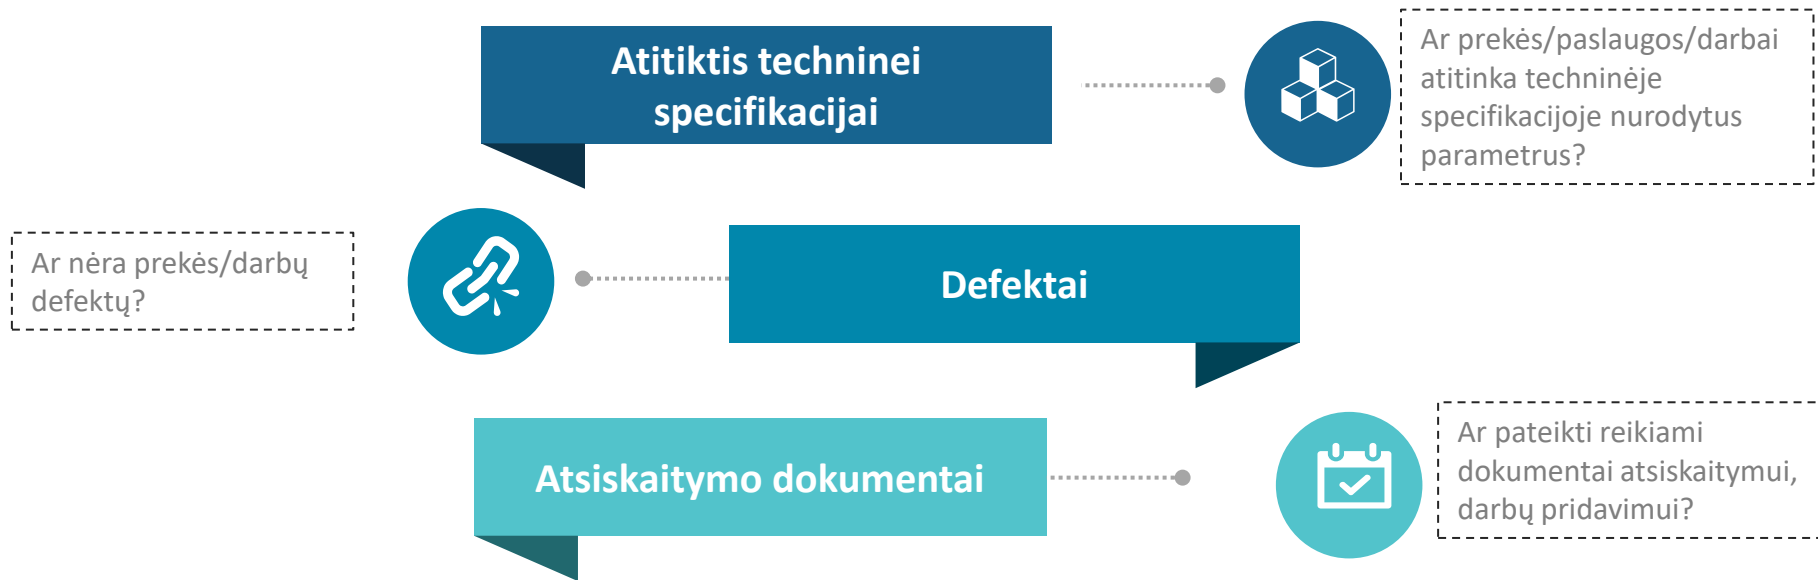 Atitiktis techninei
specifikacijai
Ar prekės/paslaugos/darbai
atitinka techninėje
specifikacijoje nurodytus
parametrus?
Ar nėra prekės/darbų
defektų?
Defektai
Atsiskaitymo dokumentai
Ar pateikti reikiami
dokumentai atsiskaitymui,
darbų pridavimui?